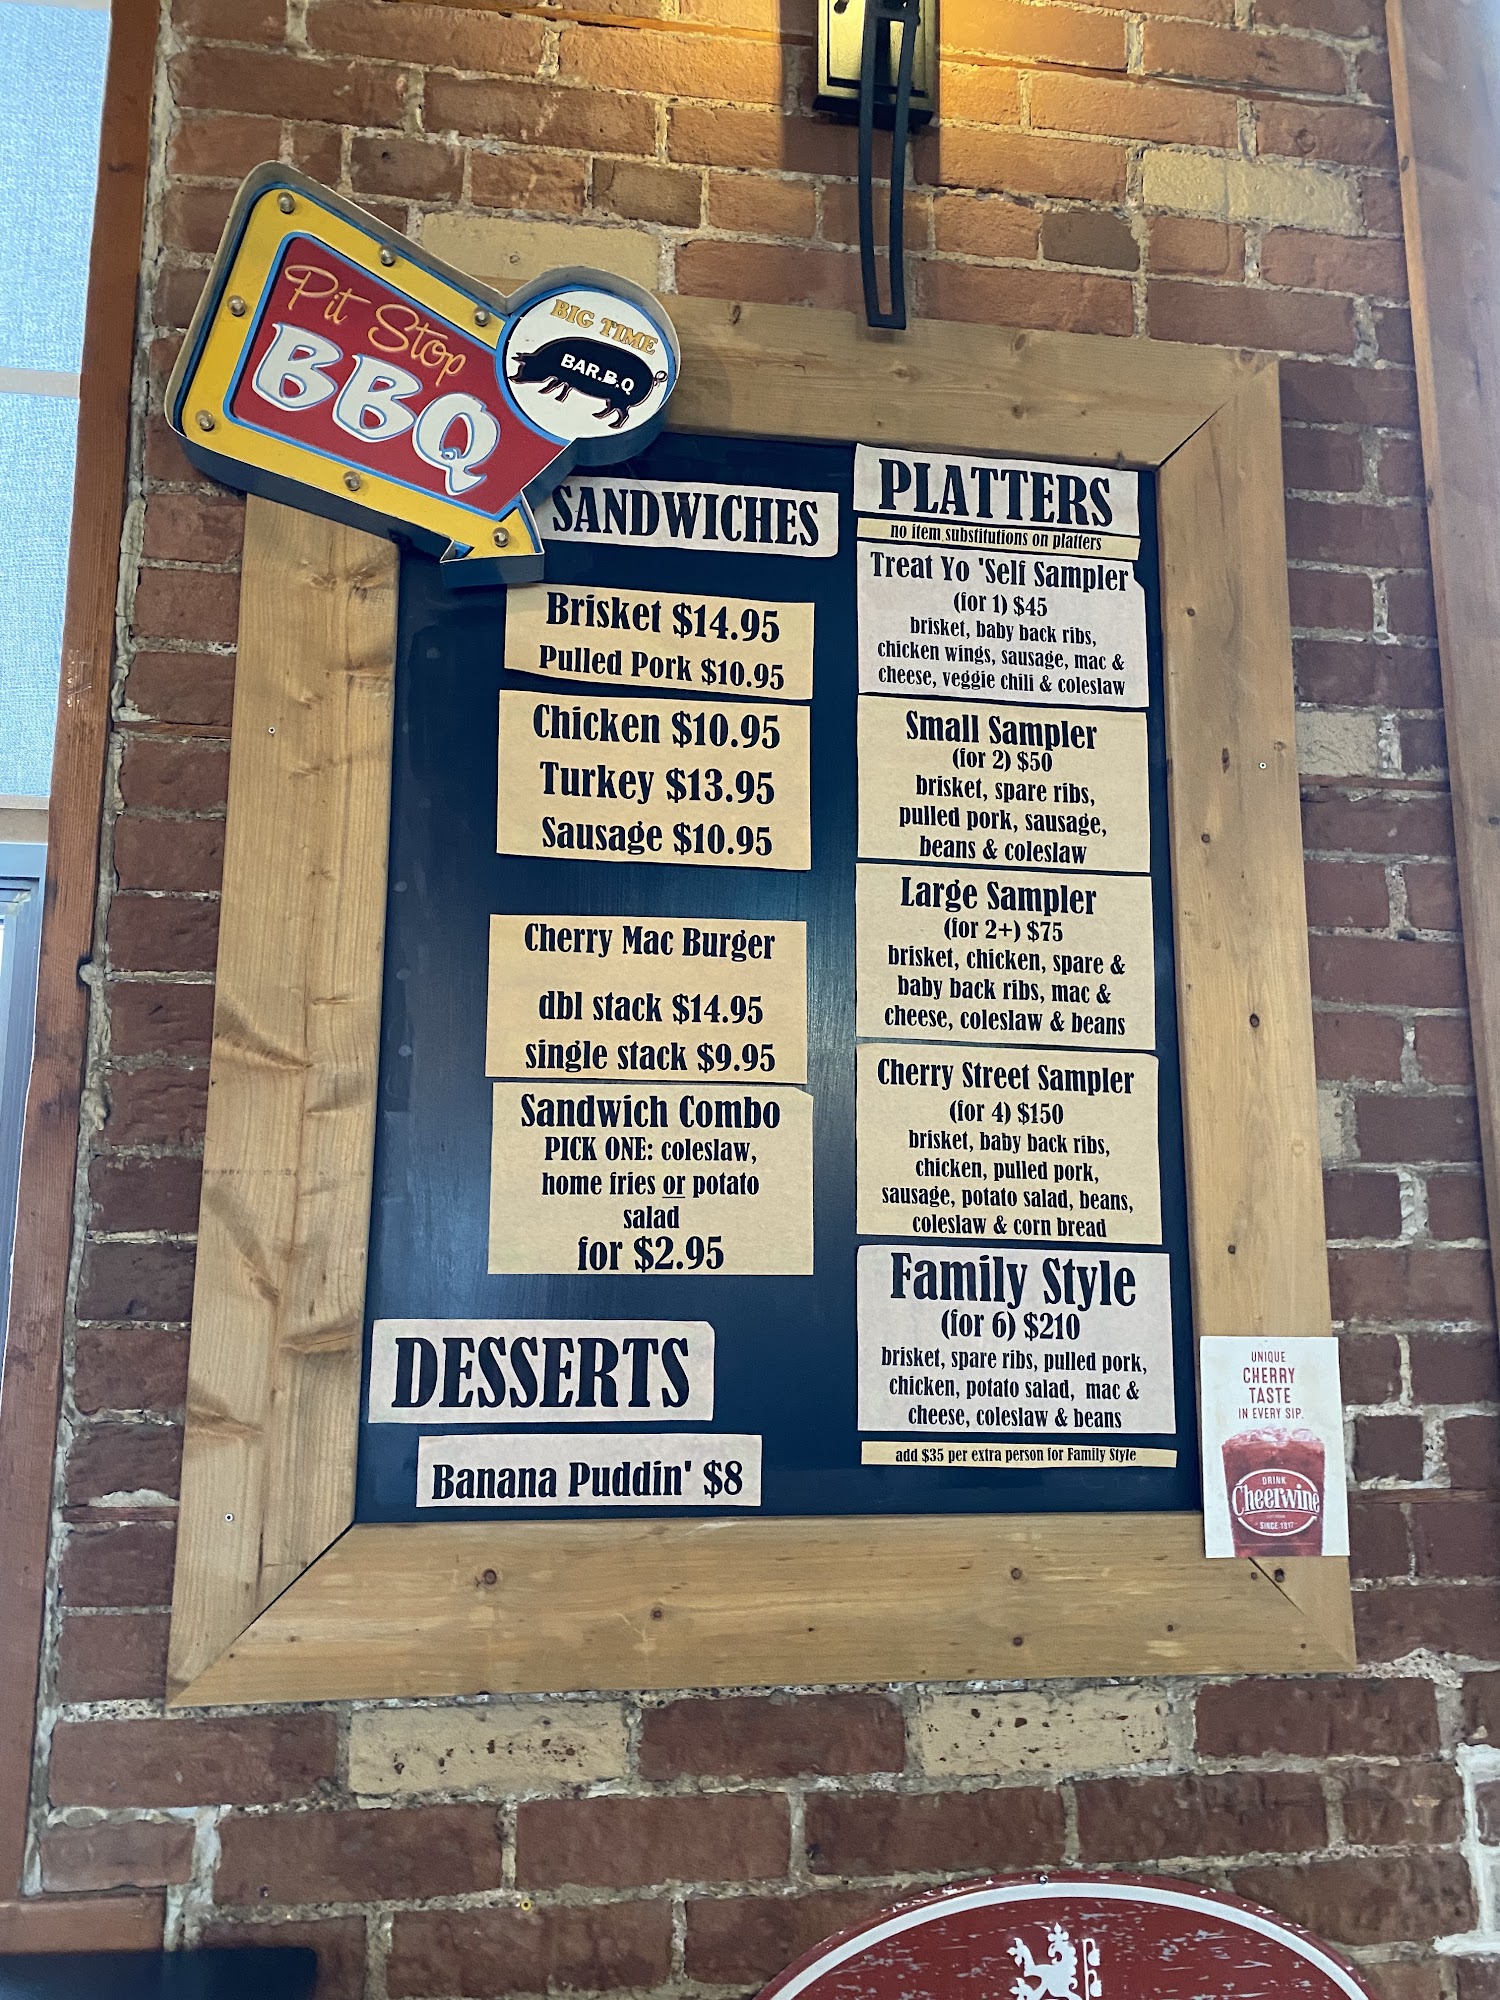 Pit Stop
BBQ
BIG TIME
BAR.B.Q
SANDWICHES
Brisket $14.95
Pulled Pork $10.95
Chicken $10.95
Turkey $13.95
Sausage $10.95
Cherry Mac Burger
dbl stack $14.95
single stack $9.95
Sandwich Combo
PICK ONE: coleslaw,
home fries or potato
salad
for $2.95
DESSERTS
Banana Puddin' $8
PLATTERS
no item substitutions on platters
Treat Yo 'Self Sampler
(for 1) $45
brisket, baby back ribs,
chicken wings, sausage, mac &
cheese, veggie chili & coleslaw
Small Sampler
(for 2) $50
brisket, spare ribs,
pulled pork, sausage,
beans & coleslaw
Large Sampler
(for 2+) $75
brisket, chicken, spare &
baby back ribs, mac &
cheese, coleslaw & beans
Cherry Street Sampler
(for 4) $150
brisket, baby back ribs,
chicken, pulled pork,
sausage, potato salad, beans,
coleslaw & corn bread
Family Style
(for 6) $210
brisket, spare ribs, pulled pork,
chicken, potato salad, mac &
cheese, coleslaw & beans
add $35 per extra person for Family Style
UNIQUE
CHERRY
TASTE
IN EVERY SIP.
DRINK
Cheerwine
SINCE 1917